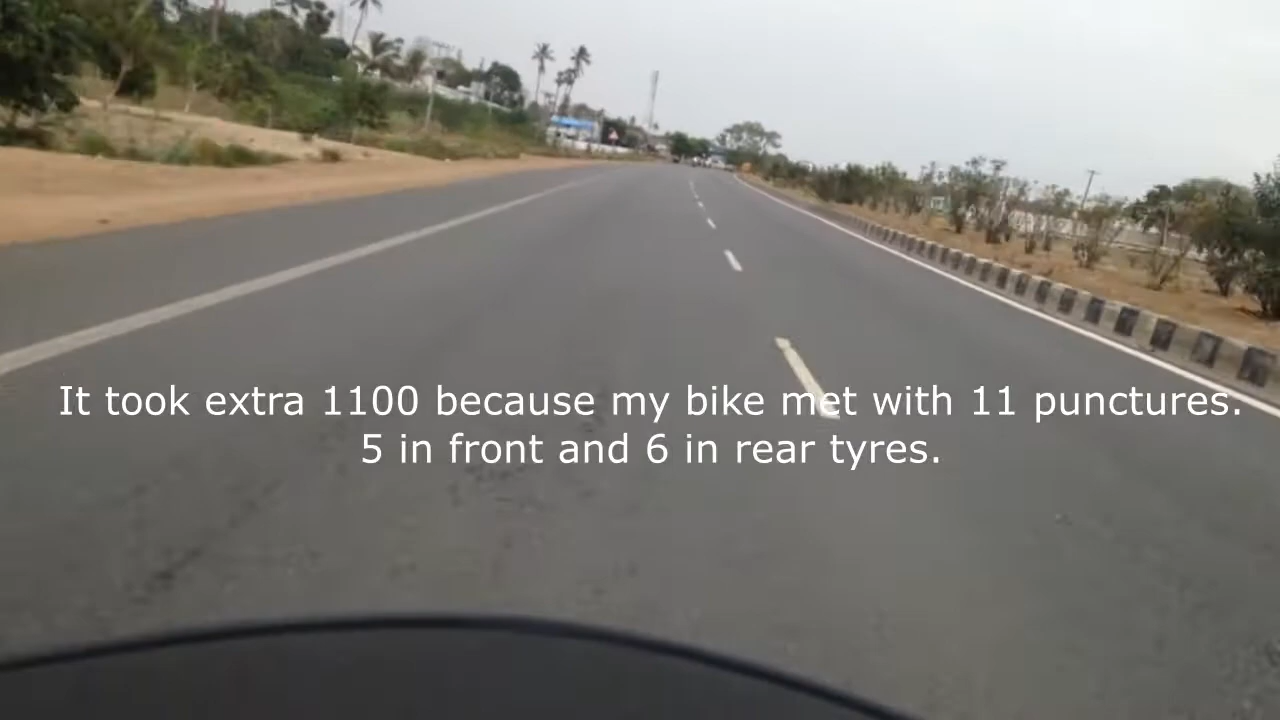 It took extra 1100 because my bike met with 11 punctures.
5 in front and 6 in rear tyres.